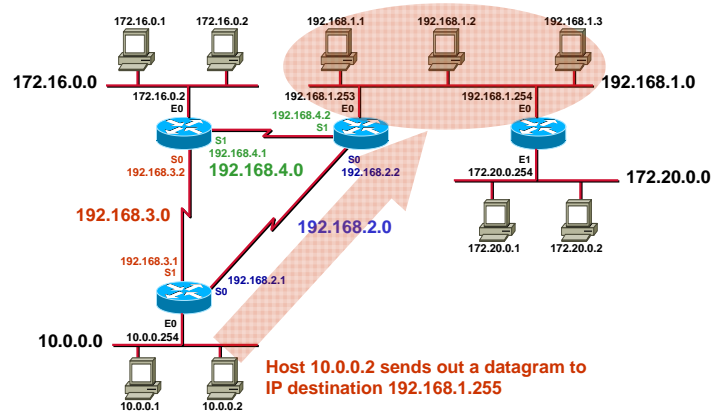 172.16.0.1
172.16.0.2
192.168.1.1
192.168.1.2
192.168.1.3
172.16.0.0
192.168.1.0
172.16.0.2
E0
192.168.1.253
E0
192.168.1.254
E0
192.168.4.2
S1
S1
192.168.4.1
192.168.4.0
S0
192.168.3.2
S0
192.168.2.2
E1
172.20.0.254
172.20.0.0
192.168.3.0
192.168.2.0
172.20.0.1
172.20.0.2
192.168.3.1
S1
192.168.2.1
S0
E0
10.0.0.0
10.0.0.254
Host 10.0.0.2 sends out a datagram to
IP destination 192.168.1.255
10.0.0.1
10.0.0.2